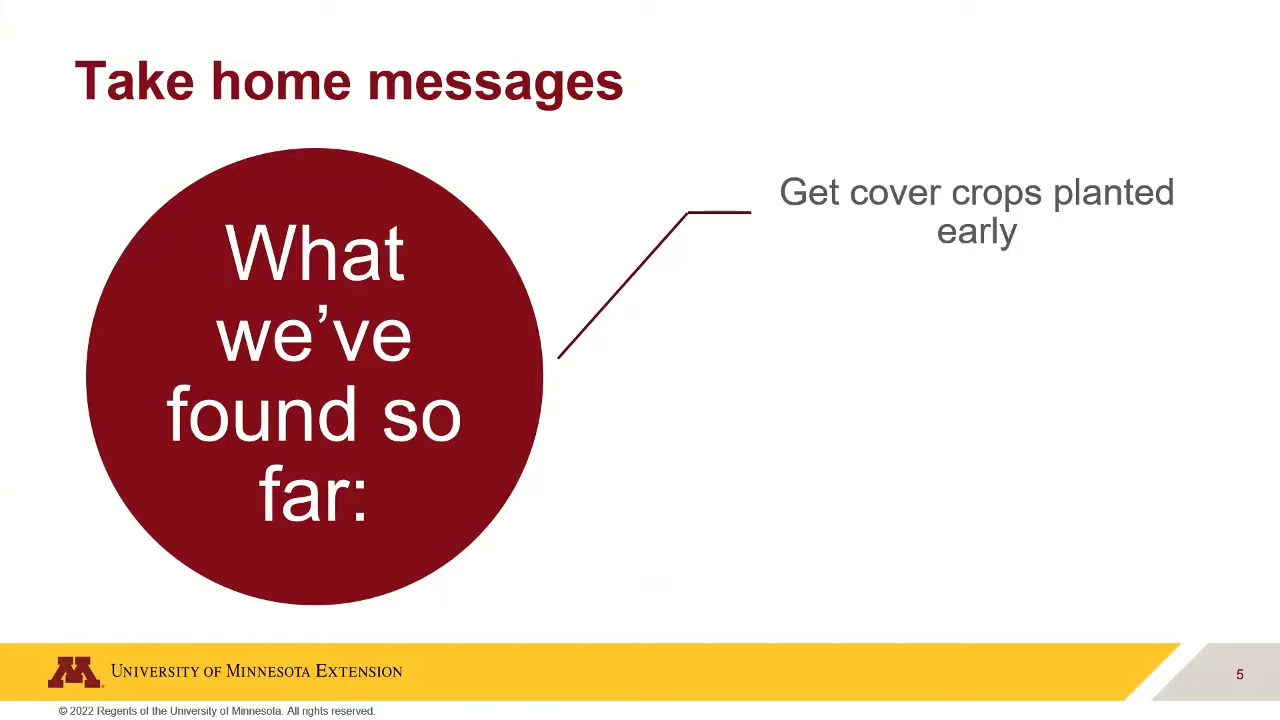 Take home messages
What
we’ve
found so
far:
Get cover crops planted
early
UNIVERSITY OF MINNESOTA EXTENSION
5
© 2022 Regents of the University of Minnesota. All rights reserved.